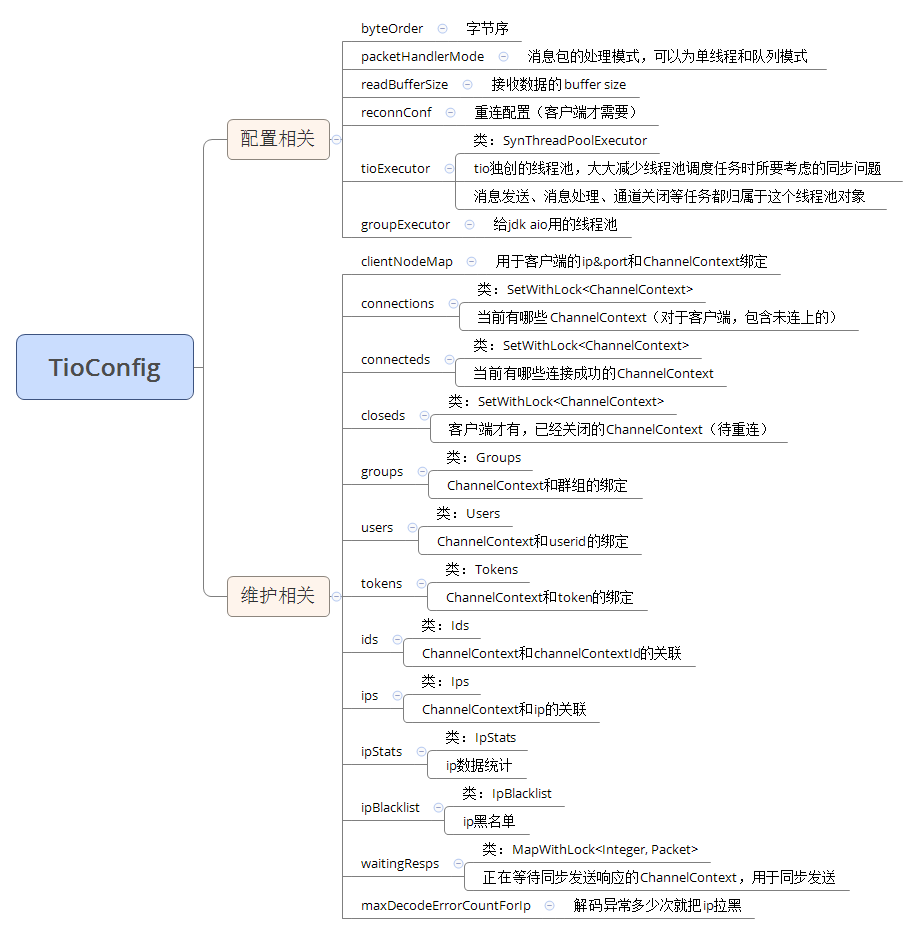 TioConfig
配置相关
byteOrder 字节序
packetHandlerMode 消息包的处理模式，可以为单线程和队列模式
readBufferSize 接收数据的buffer size
reconnConf 重连配置（客户端才需要）
tioExecutor
类：SynThreadPoolExecutor
tio独创的线程池，大大减少线程池调度任务时所要考虑的同步问题
消息发送、消息处理、通道关闭等任务都归属于这个线程池对象
groupExecutor 给jdk aio用的线程池
维护相关
clientNodeMap 用于客户端的ip&port和ChannelContext绑定
connections
类：SetWithLock<ChannelContext>
当前有哪些ChannelContext（对于客户端，包含未连上的）
connecteds
类：SetWithLock<ChannelContext>
当前有哪些连接成功的ChannelContext
closeds
类：SetWithLock<ChannelContext>
客户端才有，已经关闭的ChannelContext（待重连）
groups
类：Groups
ChannelContext和群组的绑定
users
类：Users
ChannelContext和userid的绑定
tokens
类：Tokens
ChannelContext和token的绑定
ids
类：Ids
ChannelContext和channelContextId的关联
ips
类：Ips
ChannelContext和ip的关联
ipStats
类：IpStats
ip数据统计
ipBlacklist
类：IpBlacklist
ip黑名单
waitingResps
类：MapWithLock<Integer, Packet>
正在等待同步发送响应的ChannelContext，用于同步发送
maxDecodeErrorCountForIp 解码异常多少次就把ip拉黑